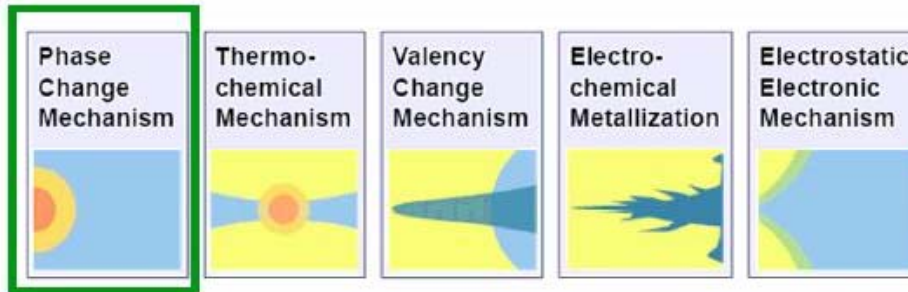 Phase
Change
Mechanism
Thermo-
chemical
Mechanism
Valency
Change
Mechanism
Electro-
chemical
Metallization
Electrostatic
Electronic
Mechanism